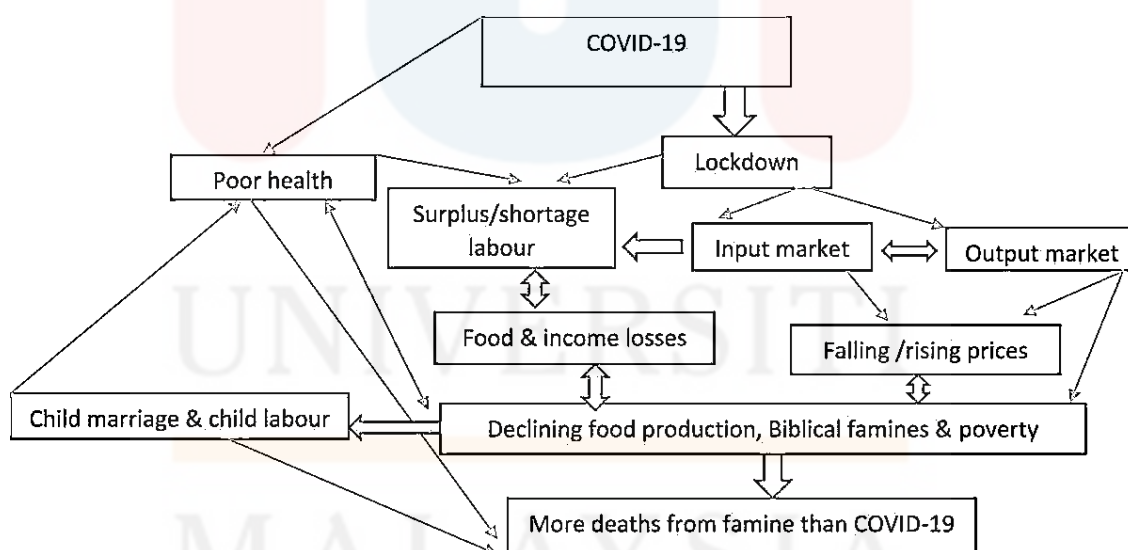 COVID-19
Lockdown
Poor health
Surplus/shortage
labour
Input market
Output market
Food & income losses
Falling /rising prices
Child marriage & child labour
Declining food production, Biblical famines & poverty
More deaths from famine than COVID-19
UNIVERSITI
MALAYSIA